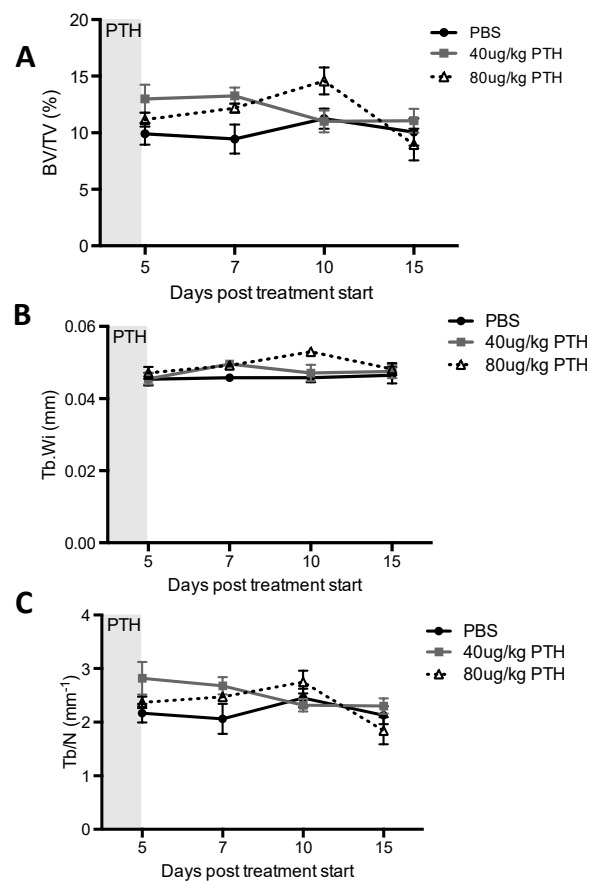 A
PTH
PBS
40ug/kg PTH
80ug/kg PTH
BV/TV (%)
20
15
10
5
0
5 7 10 15
Days post treatment start
B
PTH
PBS
40ug/kg PTH
80ug/kg PTH
Tb.Wi (mm)
0.06
0.04
0.02
0.00
5 7 10 15
Days post treatment start
C
PTH
PBS
40ug/kg PTH
80ug/kg PTH
Tb/N (mm⁻¹)
4
3
2
1
0
5 7 10 15
Days post treatment start